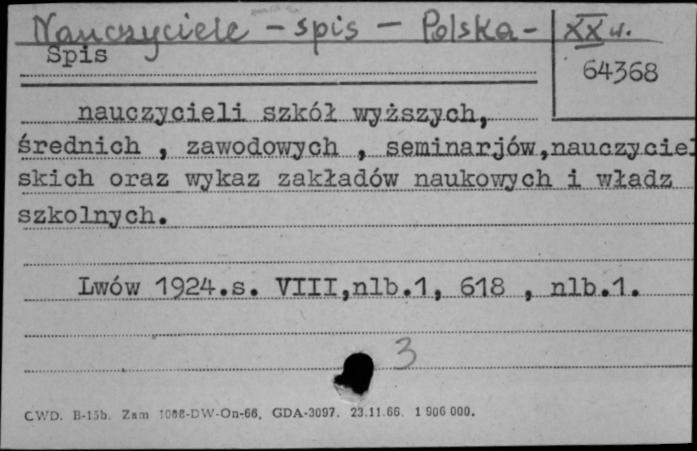 Nauczyciele - spis - Polska - XX w.
Spis
64368
nauczycieli szkół wyższych,
średnich , zawodowych , seminarjów,nauczyciel
skich oraz wykaz zakładów naukowych i władz
szkolnych.
Lwów 1924.s. VIII,nlb.1, 618 , nlb.1.
3
CWD. B-15b. Zam 1068-DW-On-66. GDA-3097. 23.11.66. 1 906 000.